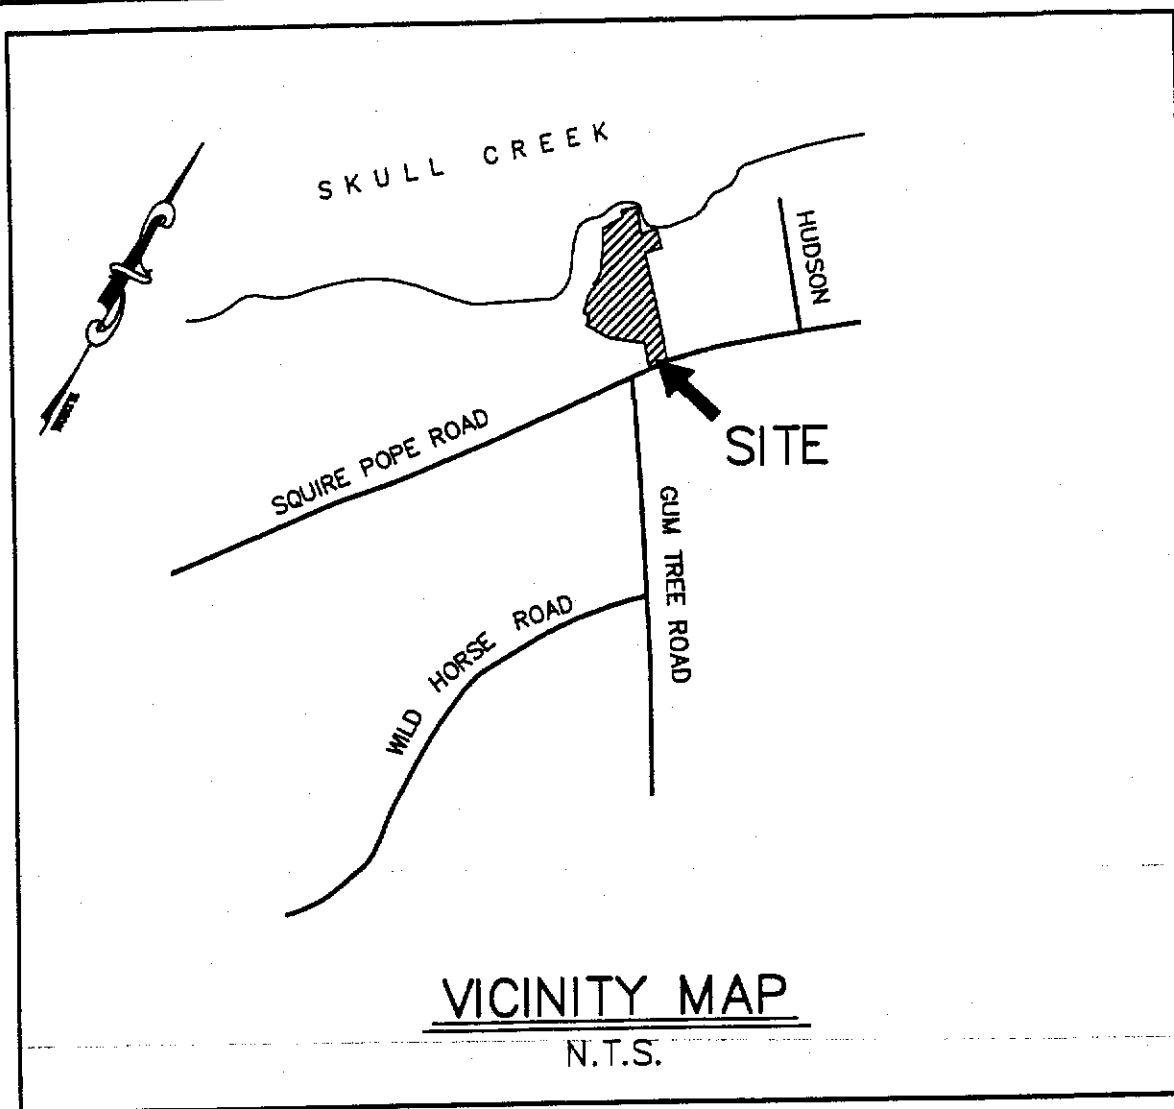 SKULL CREEK
HUDSON
SITE
SQUIRE POPE ROAD
GUM TREE ROAD
WILD HORSE ROAD
VICINITY MAP
N.T.S.